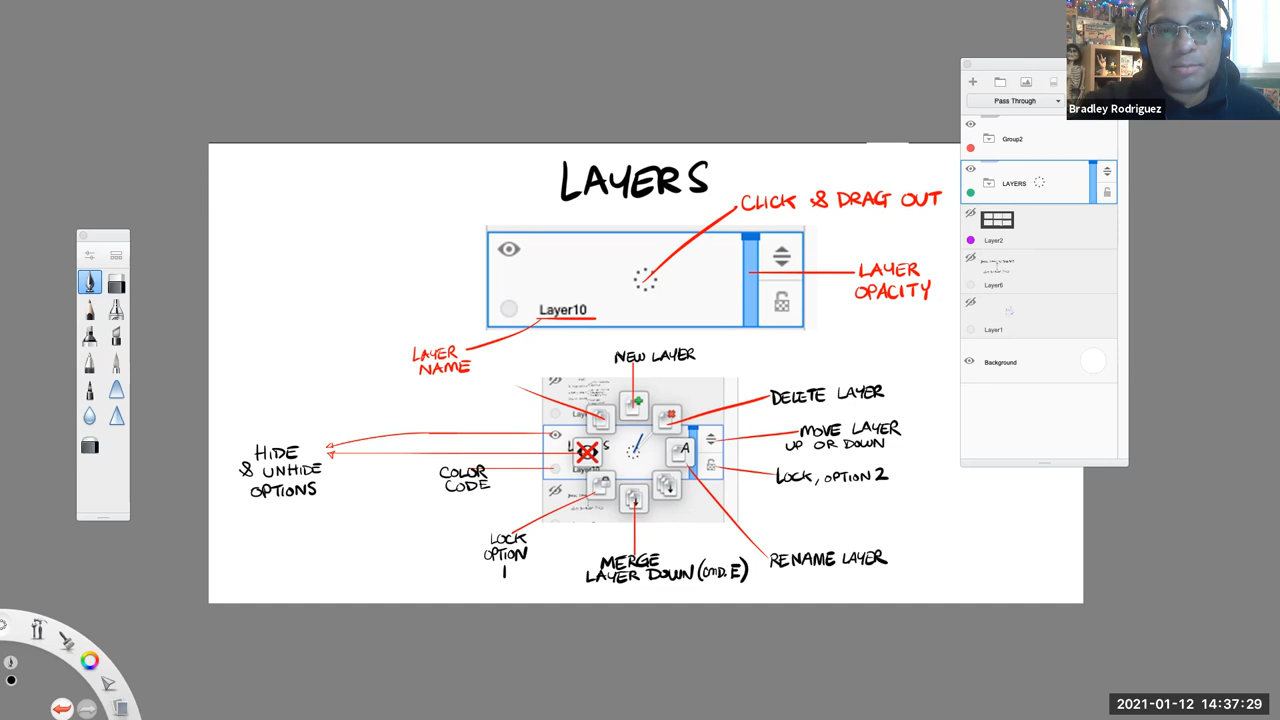 Bradley Rodriguez
Pass Through
Group2
LAYERS
Layer2
Layer6
Layer1
Background
LAYERS
CLICK & DRAG OUT
LAYER
OPACITY
Layer10
LAYER
NAME
NEW LAYER
DELETE LAYER
MOVE LAYER
UP OR DOWN
HIDE
& UNHIDE
OPTIONS
COLOR
CODE
A
Layer10
LOCK, OPTION 2
LOCK
OPTION
1
MERGE
LAYER DOWN (CMD. E)
RENAME LAYER
2021-01-12 14:37:29